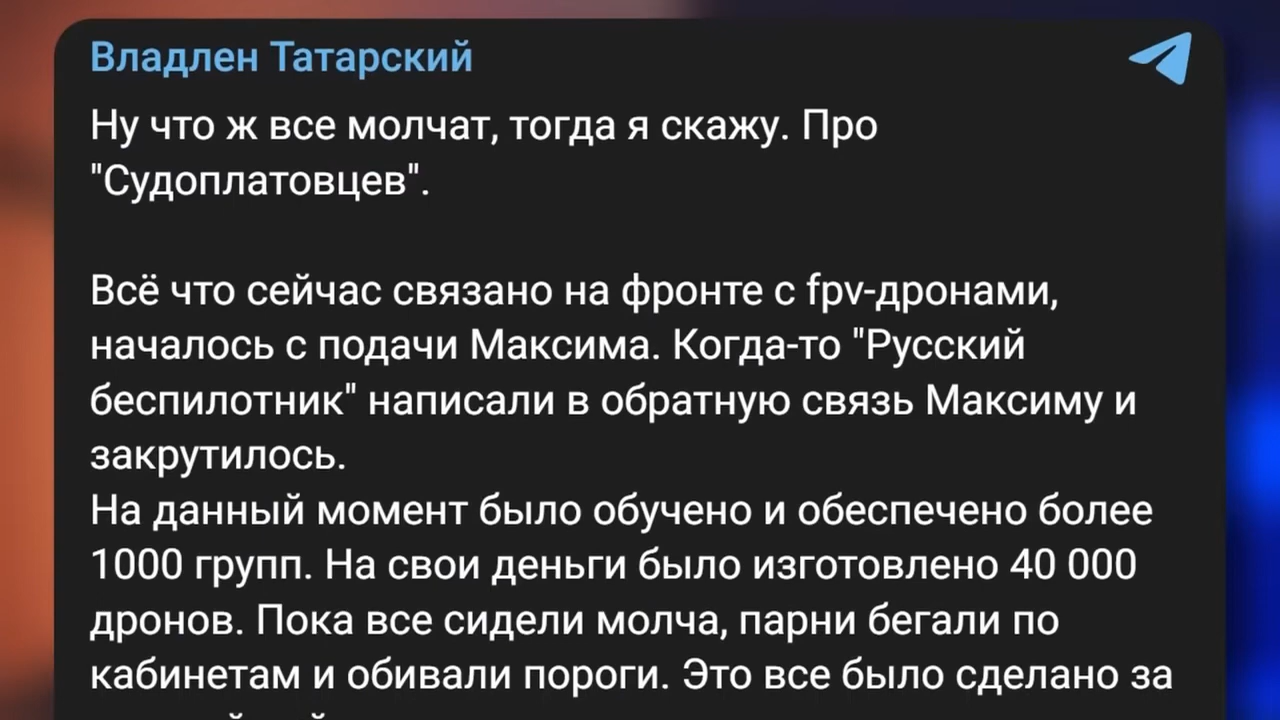 Владлен Татарский
Ну что ж все молчат, тогда я скажу. Про
"Судоплатовцев".
Всё что сейчас связано на фронте с fpv-дронами,
началось с подачи Максима. Когда-то "Русский
беспилотник" написали в обратную связь Максиму и
закрутилось.
На данный момент было обучено и обеспечено более
1000 групп. На свои деньги было изготовлено 40 000
дронов. Пока все сидели молча, парни бегали по
кабинетам и обивали пороги. Это все было сделано за